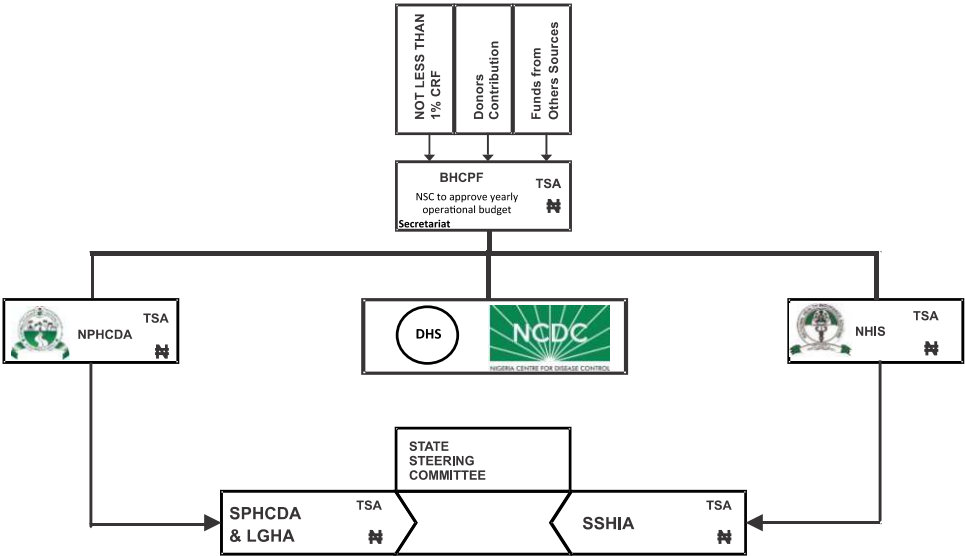 NOT LESS THAN
1% CRF
Donors
Contribution
Funds from
Others Sources
BHCPF
TSA
NSC to approve yearly
operational budget
₦
Secretariat
NPHCDA
TSA
₦
DHS
NCDC
NIGERIA CENTRE FOR DISEASE CONTROL
NHIS
TSA
₦
STATE
STEERING
COMMITTEE
SPHCDA
& LGHA
TSA
₦
SSHIA
TSA
₦